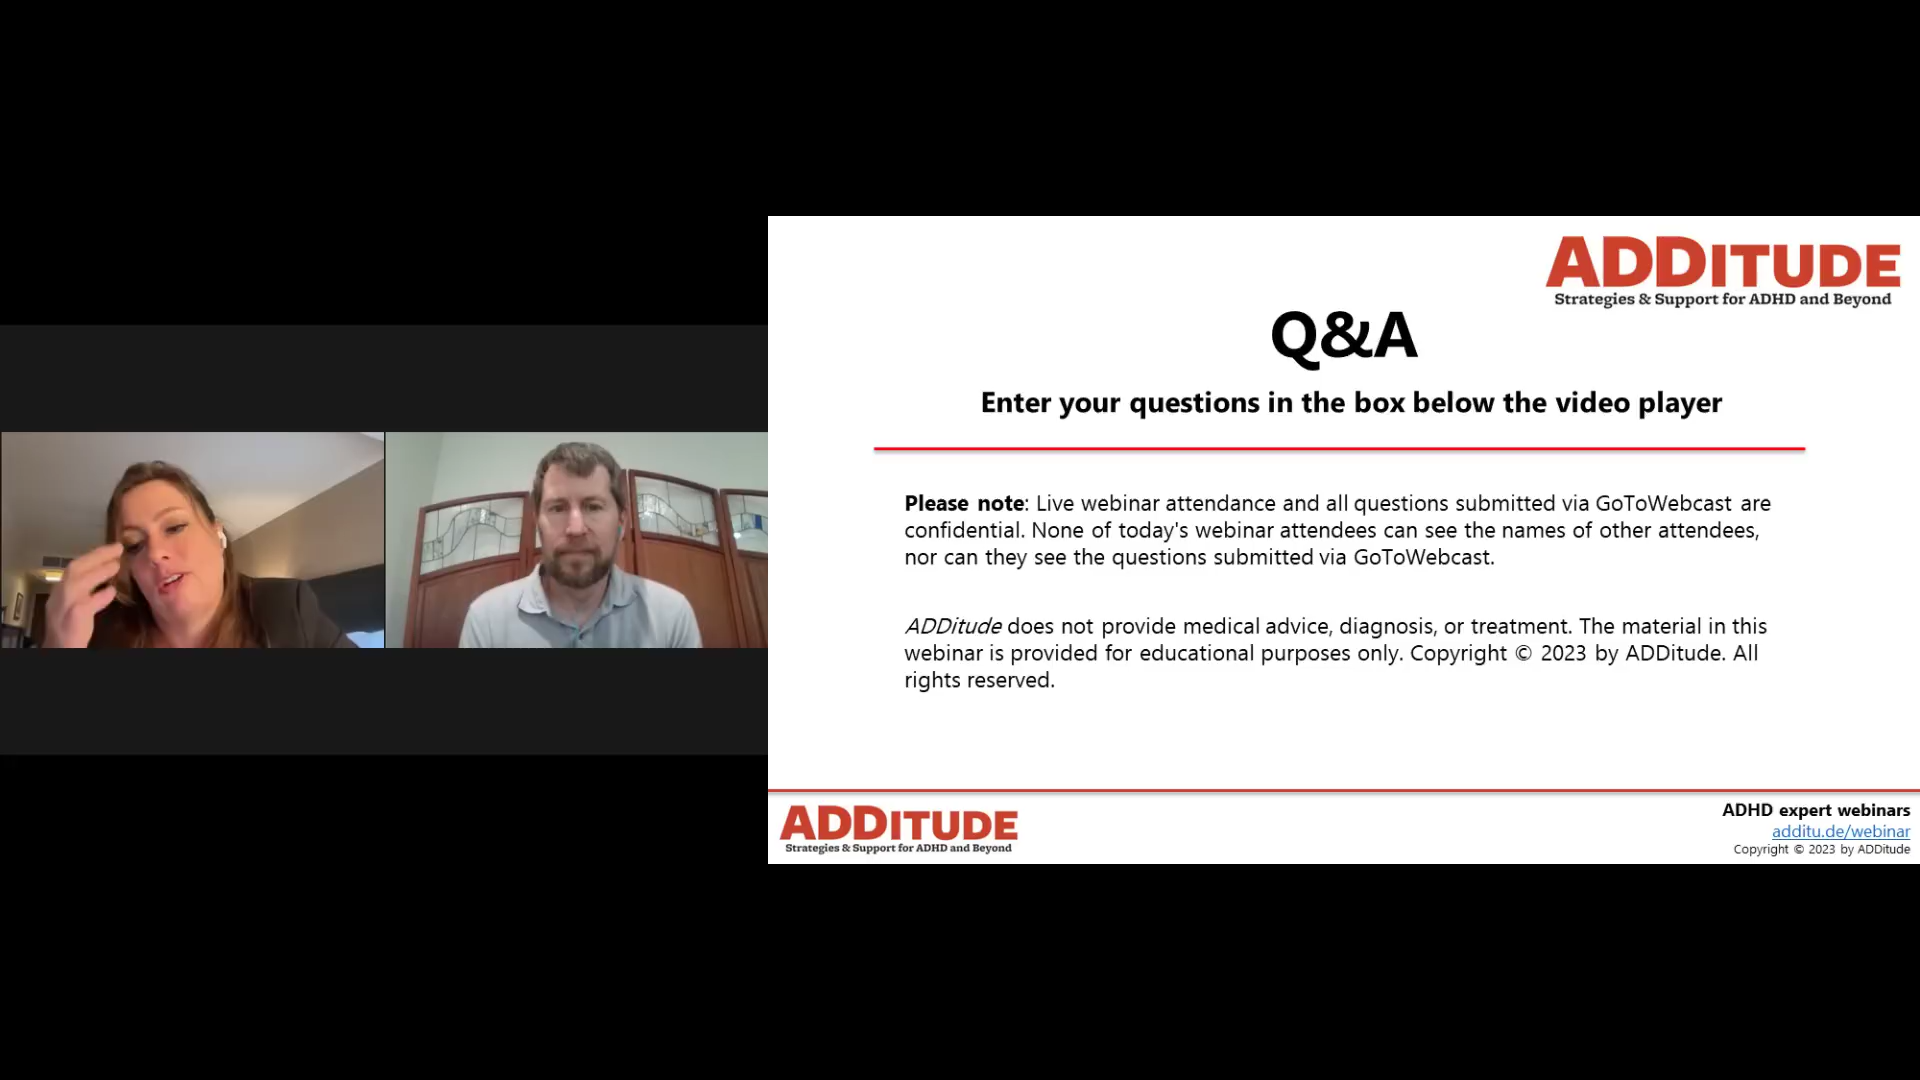 ADDITUDE
Strategies & Support for ADHD and Beyond
Q&A
Enter your questions in the box below the video player
Please note: Live webinar attendance and all questions submitted via GoToWebcast are
confidential. None of today's webinar attendees can see the names of other attendees,
nor can they see the questions submitted via GoToWebcast.
ADDitude does not provide medical advice, diagnosis, or treatment. The material in this
webinar is provided for educational purposes only. Copyright © 2023 by ADDitude. All
rights reserved.
ADDITUDE
Strategies & Support for ADHD and Beyond
ADHD expert webinars
additu.de/webinar
Copyright © 2023 by ADDitude